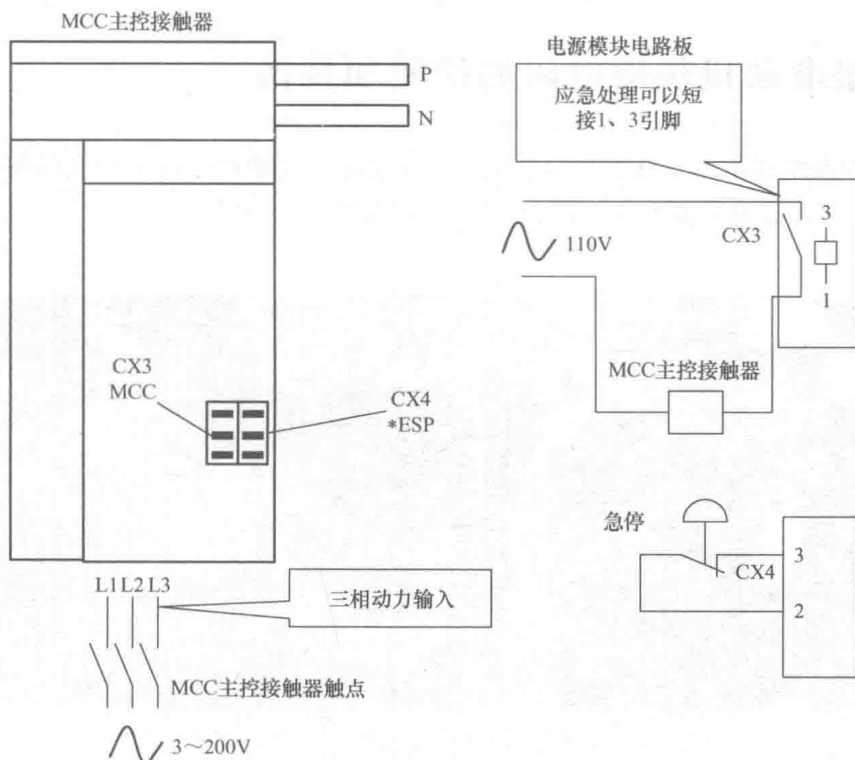 MCC主控接触器
P
N
CX3
MCC
CX4
*ESP
L1 L2 L3
三相动力输入
MCC主控接触器触点
3～200V
电源模块电路板
应急处理可以短
接1、3引脚
110V
CX3
3
1
MCC主控接触器
急停
CX4
3
2